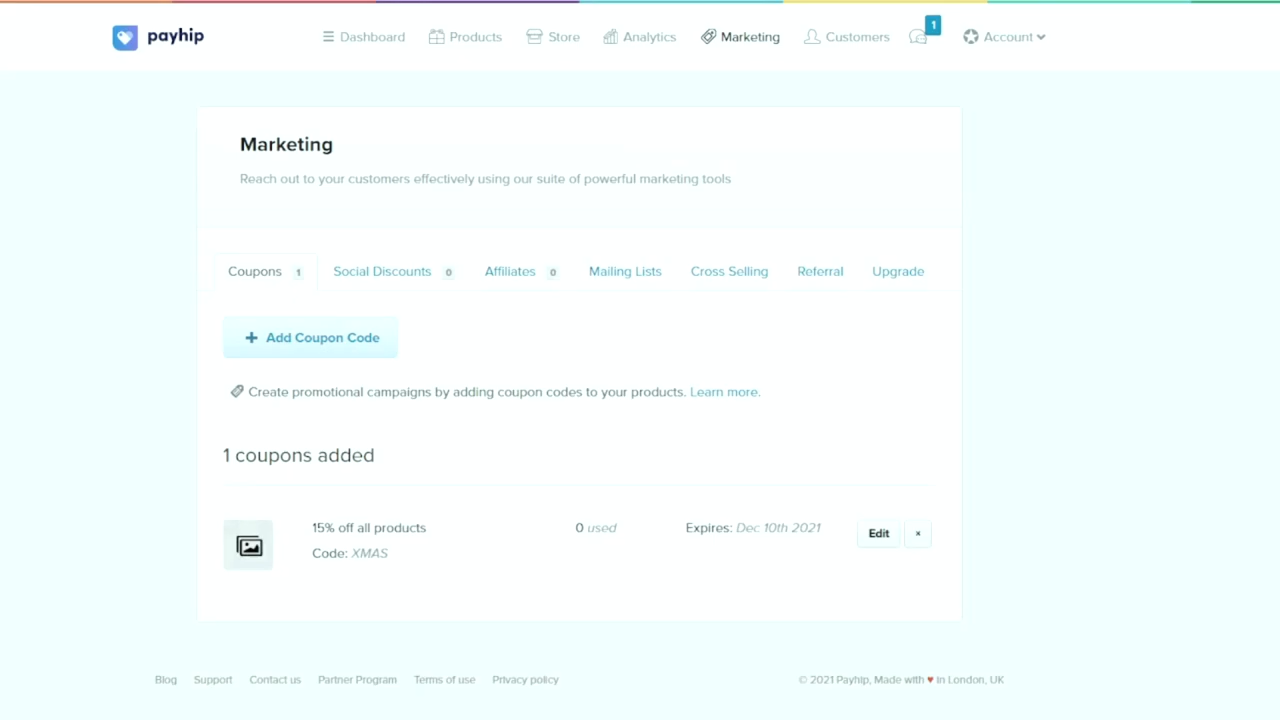 payhip Dashboard Products Store Analytics Marketing Customers 1 Account
Marketing
Reach out to your customers effectively using our suite of powerful marketing tools
Coupons 1 Social Discounts 0 Affiliates 0 Mailing Lists Cross Selling Referral Upgrade
+ Add Coupon Code
Create promotional campaigns by adding coupon codes to your products. Learn more.
1 coupons added
15% off all products 0 used Expires: Dec 10th 2021 Edit ×
Code: XMAS
Blog Support Contact us Partner Program Terms of use Privacy policy © 2021 Payhip, Made with ♥ in London, UK